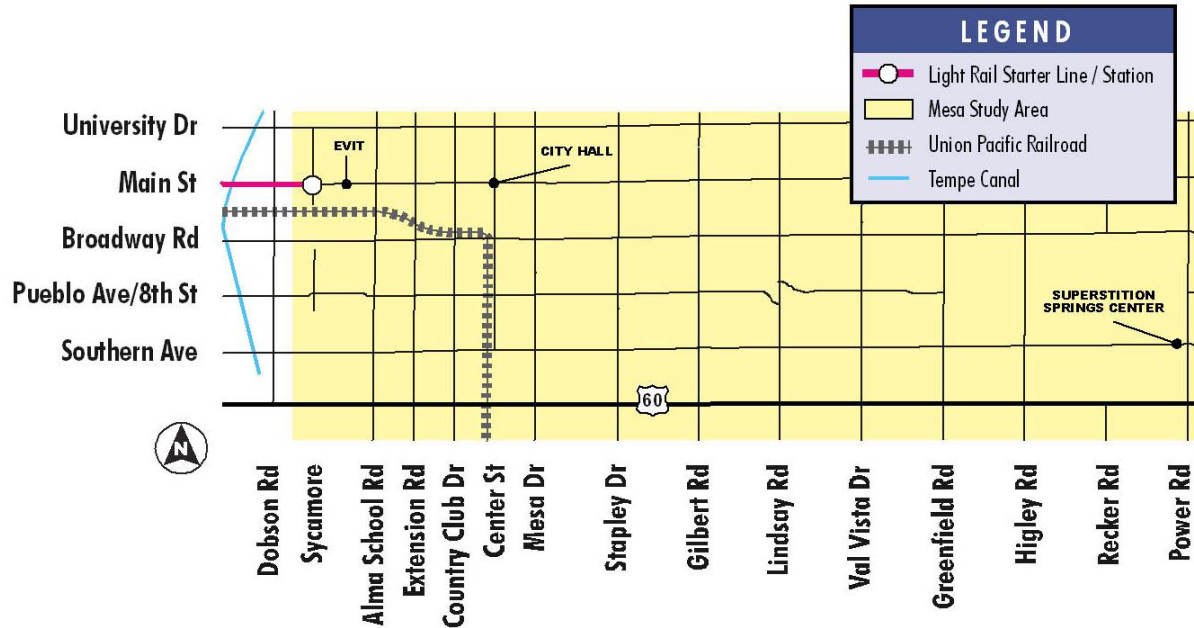 LEGEND
Light Rail Starter Line / Station
Mesa Study Area
Union Pacific Railroad
Tempe Canal
University Dr
EVIT
CITY HALL
Main St
Broadway Rd
Pueblo Ave/8th St
SUPERSTITION
SPRINGS CENTER
Southern Ave
60
N
Dobson Rd
Sycamore
Alma School Rd
Extension Rd
Country Club Dr
Center St
Mesa Dr
Stapley Dr
Gilbert Rd
Lindsay Rd
Val Vista Dr
Greenfield Rd
Higley Rd
Recker Rd
Power Rd